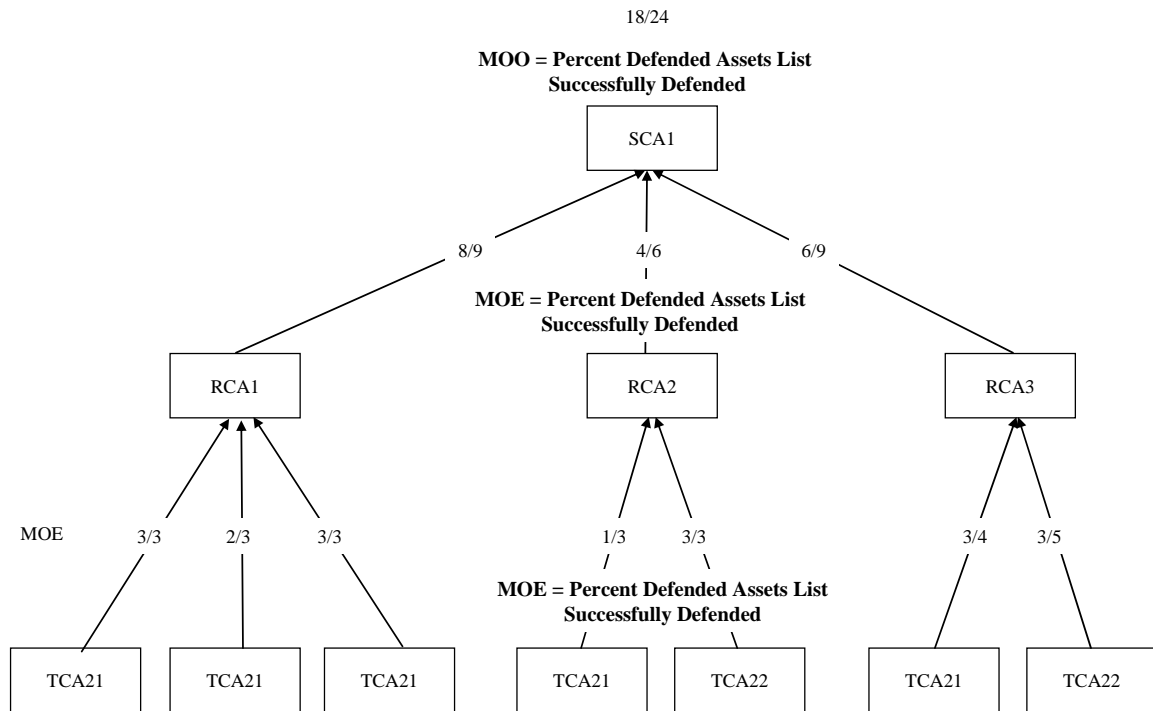 18/24
MOO = Percent Defended Assets List
Successfully Defended
SCA1
8/9
4/6
6/9
MOE = Percent Defended Assets List
Successfully Defended
RCA1
RCA2
RCA3
MOE
3/3
2/3
3/3
1/3
3/3
3/4
3/5
MOE = Percent Defended Assets List
Successfully Defended
TCA21
TCA21
TCA21
TCA21
TCA22
TCA21
TCA22